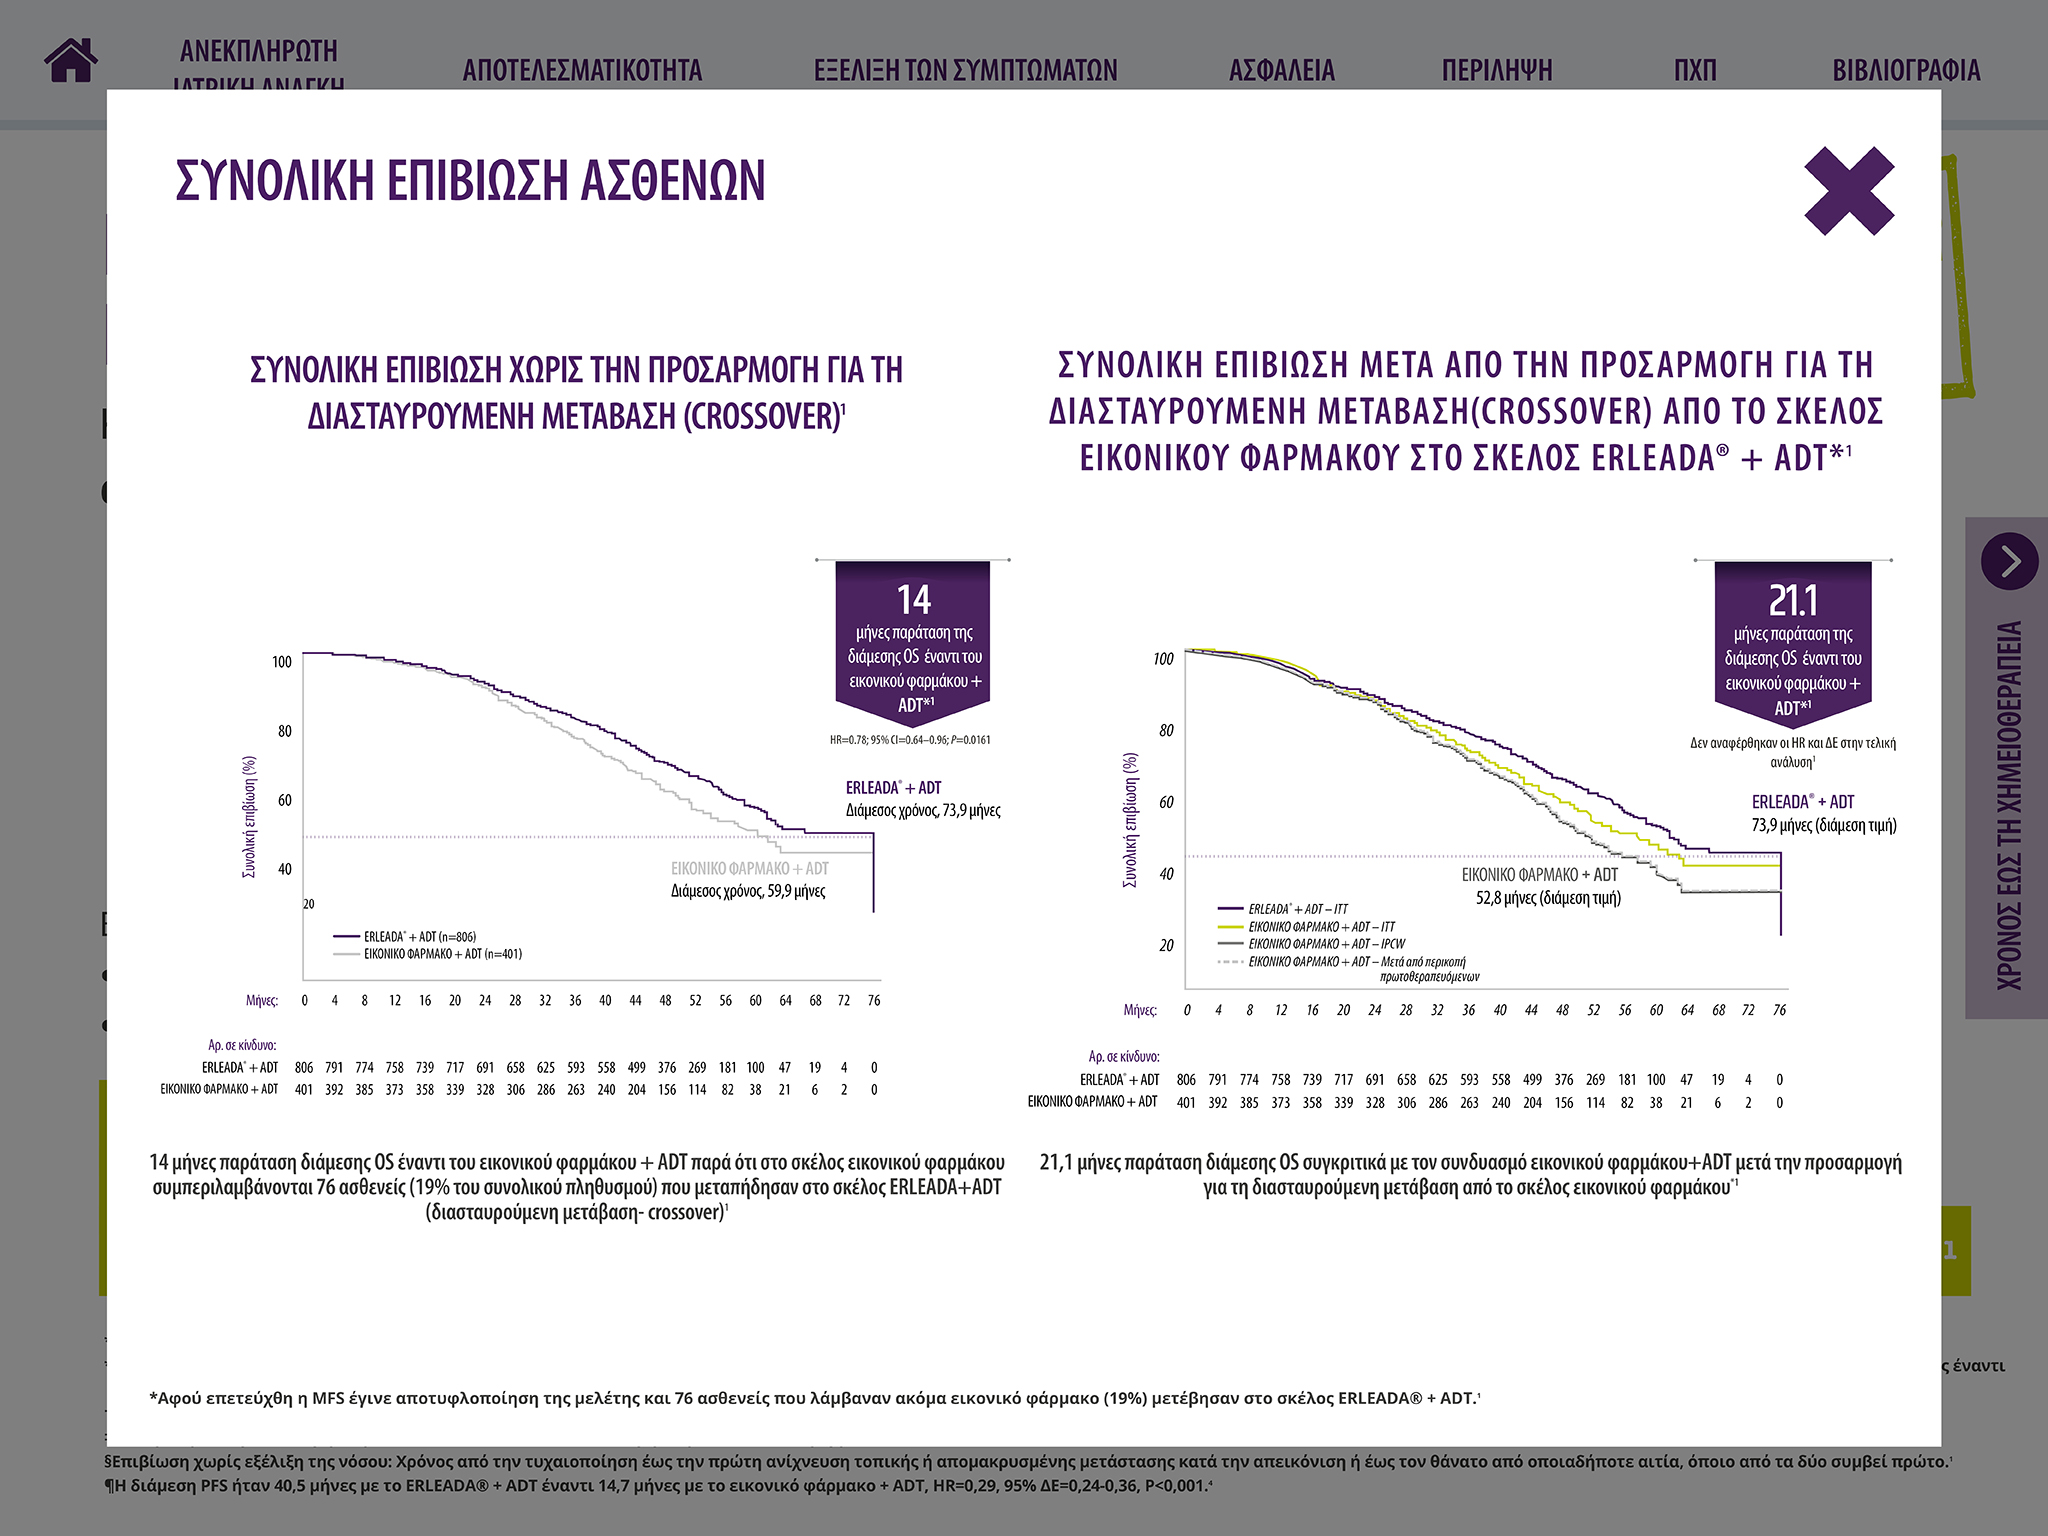 ΑΝΕΚΠΛΗΡΩΤΗ
ΙΑΤΡΙΚΗ ΑΝΑΓΚΗ
ΑΠΟΤΕΛΕΣΜΑΤΙΚΟΤΗΤΑ
ΕΞΕΛΙΞΗ ΤΩΝ ΣΥΜΠΤΩΜΑΤΩΝ
ΑΣΦΑΛΕΙΑ
ΠΕΡΙΛΗΨΗ
ΠΧΠ
ΒΙΒΛΙΟΓΡΑΦΙΑ
ΣΥΝΟΛΙΚΗ ΕΠΙΒΙΩΣΗ ΑΣΘΕΝΩΝ
ΣΥΝΟΛΙΚΗ ΕΠΙΒΙΩΣΗ ΧΩΡΙΣ ΤΗΝ ΠΡΟΣΑΡΜΟΓΗ ΓΙΑ ΤΗ
ΔΙΑΣΤΑΥΡΟΥΜΕΝΗ ΜΕΤΑΒΑΣΗ (CROSSOVER)¹
14
μήνες παράταση της
διάμεσης OS έναντι του
εικονικού φαρμάκου +
ADT*¹
HR=0.78; 95% CI=0.64–0.96; P=0.0161
ERLEADA® + ADT
Διάμεσος χρόνος, 73,9 μήνες
ΕΙΚΟΝΙΚΟ ΦΑΡΜΑΚΟ + ADT
Διάμεσος χρόνος, 59,9 μήνες
Συνολική επιβίωση (%)
100
80
60
40
20
ERLEADA® + ADT (n=806)
ΕΙΚΟΝΙΚΟ ΦΑΡΜΑΚΟ + ADT (n=401)
Μήνες: 0 4 8 12 16 20 24 28 32 36 40 44 48 52 56 60 64 68 72 76
Αρ. σε κίνδυνο:
ERLEADA® + ADT 806 791 774 758 739 717 691 658 625 593 558 499 376 269 181 100 47 19 4 0
ΕΙΚΟΝΙΚΟ ΦΑΡΜΑΚΟ + ADT 401 392 385 373 358 339 328 306 286 263 240 204 156 114 82 38 21 6 2 0
14 μήνες παράταση διάμεσης OS έναντι του εικονικού φαρμάκου + ADT παρά ότι στο σκέλος εικονικού φαρμάκου
συμπεριλαμβάνονται 76 ασθενείς (19% του συνολικού πληθυσμού) που μεταπήδησαν στο σκέλος ERLEADA+ADT
(διασταυρούμενη μετάβαση- crossover)¹
ΣΥΝΟΛΙΚΗ ΕΠΙΒΙΩΣΗ ΜΕΤΑ ΑΠΟ ΤΗΝ ΠΡΟΣΑΡΜΟΓΗ ΓΙΑ ΤΗ
ΔΙΑΣΤΑΥΡΟΥΜΕΝΗ ΜΕΤΑΒΑΣΗ(CROSSOVER) ΑΠΟ ΤΟ ΣΚΕΛΟΣ
ΕΙΚΟΝΙΚΟΥ ΦΑΡΜΑΚΟΥ ΣΤΟ ΣΚΕΛΟΣ ERLEADA® + ADT*¹
21.1
μήνες παράταση της
διάμεσης OS έναντι του
εικονικού φαρμάκου +
ADT*¹
Δεν αναφέρθηκαν οι HR και ΔΕ στην τελική
ανάλυση¹
ERLEADA® + ADT
73,9 μήνες (διάμεση τιμή)
ΕΙΚΟΝΙΚΟ ΦΑΡΜΑΚΟ + ADT
52,8 μήνες (διάμεση τιμή)
Συνολική επιβίωση (%)
100
80
60
40
20
ERLEADA® + ADT – ITT
ΕΙΚΟΝΙΚΟ ΦΑΡΜΑΚΟ + ADT – ITT
ΕΙΚΟΝΙΚΟ ΦΑΡΜΑΚΟ + ADT – IPCW
ΕΙΚΟΝΙΚΟ ΦΑΡΜΑΚΟ + ADT – Μετά από περικοπή
πρωτοθεραπευόμενων
Μήνες: 0 4 8 12 16 20 24 28 32 36 40 44 48 52 56 60 64 68 72 76
Αρ. σε κίνδυνο:
ERLEADA® + ADT 806 791 774 758 739 717 691 658 625 593 558 499 376 269 181 100 47 19 4 0
ΕΙΚΟΝΙΚΟ ΦΑΡΜΑΚΟ + ADT 401 392 385 373 358 339 328 306 286 263 240 204 156 114 82 38 21 6 2 0
21,1 μήνες παράταση διάμεσης OS συγκριτικά με τον συνδυασμό εικονικού φαρμάκου+ADT μετά την προσαρμογή
για τη διασταυρούμενη μετάβαση από το σκέλος εικονικού φαρμάκου*¹
ΧΡΟΝΟΣ ΕΩΣ ΤΗ ΧΗΜΕΙΟΘΕΡΑΠΕΙΑ
1
ς έναντι
*Αφού επετεύχθη η MFS έγινε αποτυφλοποίηση της μελέτης και 76 ασθενείς που λάμβαναν ακόμα εικονικό φάρμακο (19%) μετέβησαν στο σκέλος ERLEADA® + ADT.¹
§Επιβίωση χωρίς εξέλιξη της νόσου: Χρόνος από την τυχαιοποίηση έως την πρώτη ανίχνευση τοπικής ή απομακρυσμένης μετάστασης κατά την απεικόνιση ή έως τον θάνατο από οποιαδήποτε αιτία, όποιο από τα δύο συμβεί πρώτο.¹
¶Η διάμεση PFS ήταν 40,5 μήνες με το ERLEADA® + ADT έναντι 14,7 μήνες με το εικονικό φάρμακο + ADT, HR=0,29, 95% ΔΕ=0,24-0,36, P<0,001.⁴